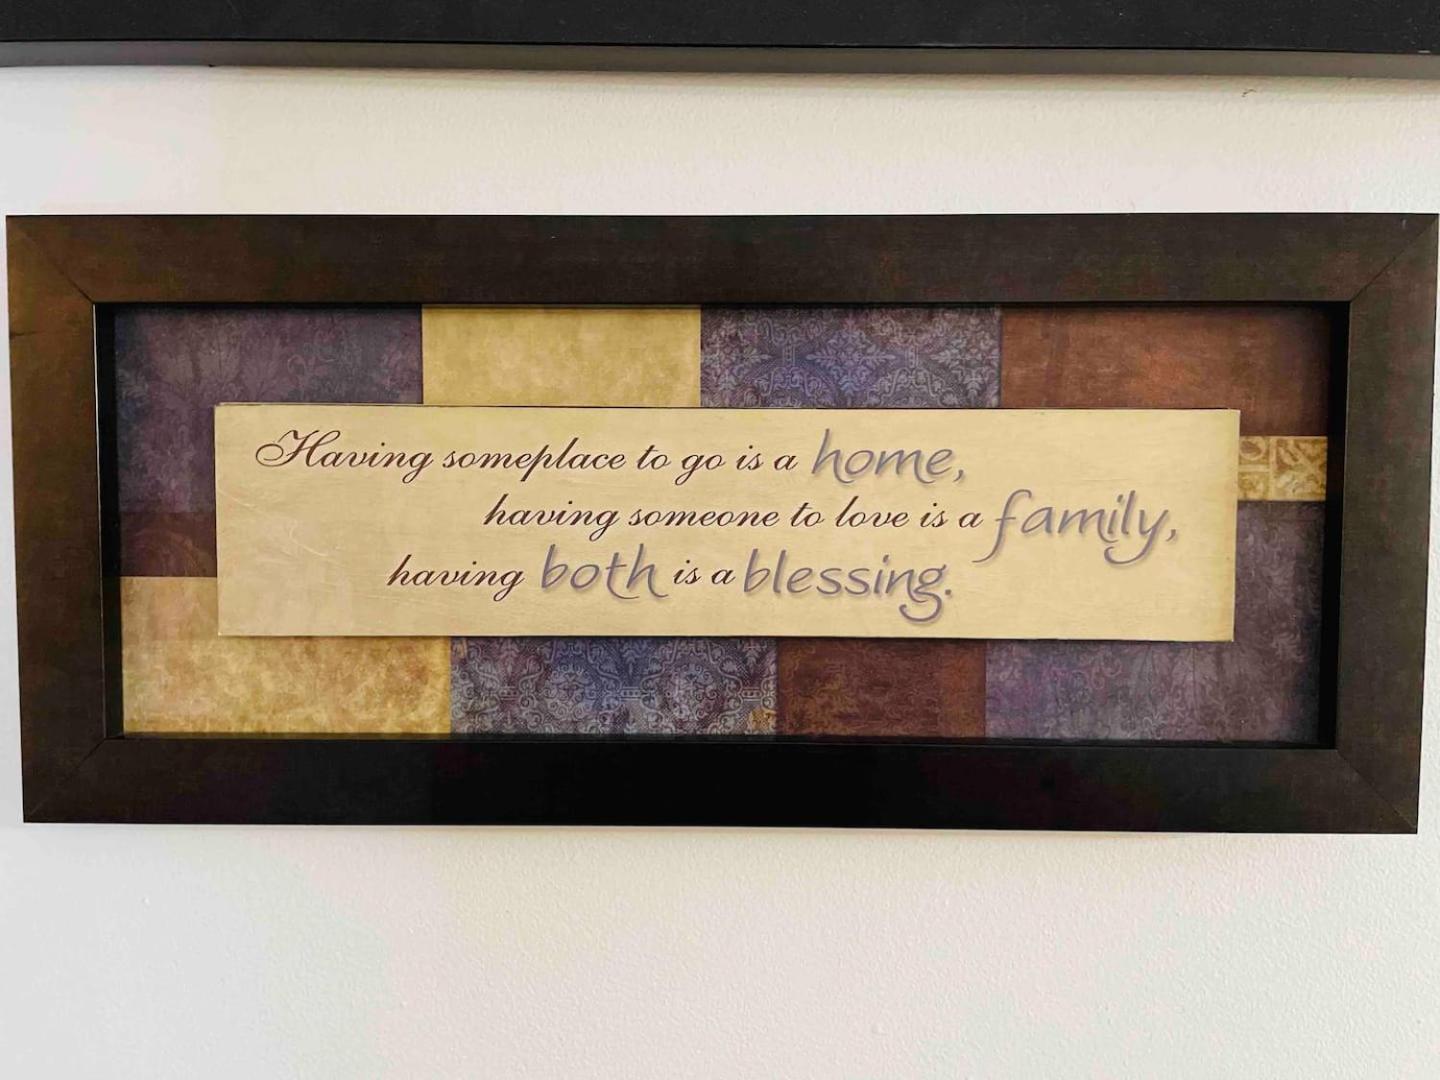 Having someplace to go is a home,
having someone to love is a family,
having both is a blessing.